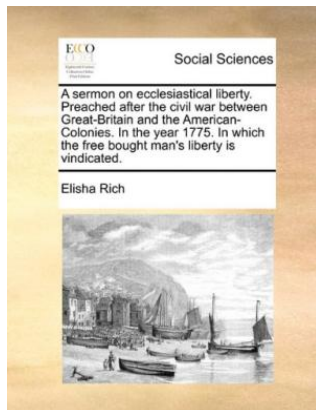 ECCO
Social Sciences
A sermon on ecclesiastical liberty.
Preached after the civil war between
Great-Britain and the American-
Colonies. In the year 1775. In which
the free bought man's liberty is
vindicated.
Elisha Rich